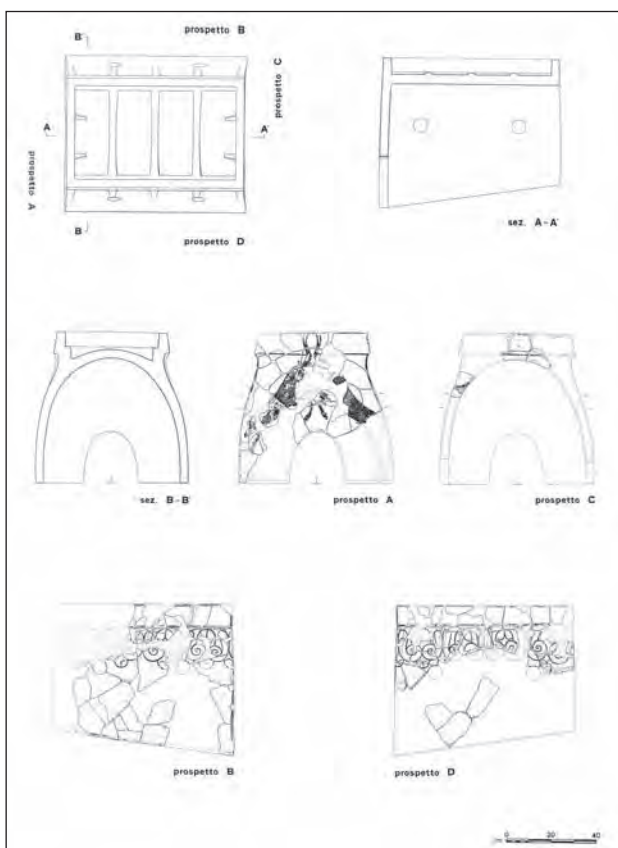 prospetto B
B'
prospetto C
A
A'
prospetto A
B
prospetto D
sez. A-A'
sez. B-B'
prospetto A
prospetto C
prospetto B
prospetto D
0 20 40